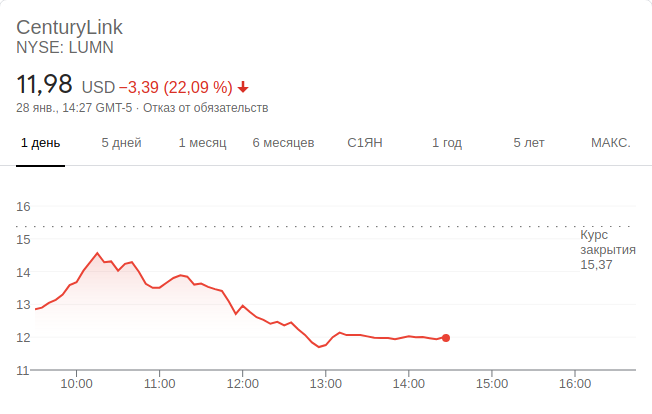 CenturyLink
NYSE: LUMN
11,98 USD −3,39 (22,09 %)
28 янв., 14:27 GMT-5 · Отказ от обязательств
1 день 5 дней 1 месяц 6 месяцев С1ЯН 1 год 5 лет МАКС.
16
15
14
13
12
11
Курс
закрытия
15,37
10:00 11:00 12:00 13:00 14:00 15:00 16:00